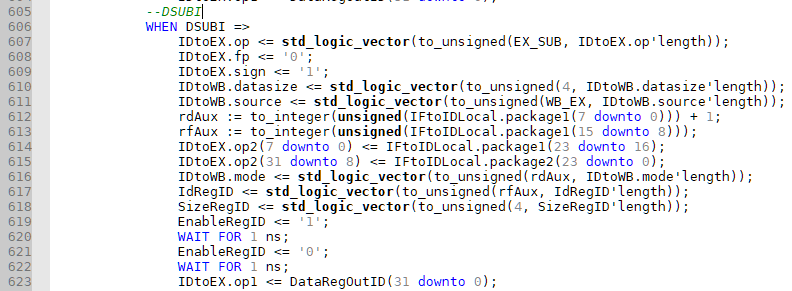 605 --DSUBI
606 WHEN DSUBI =>
607 IDtoEX.op <= std_logic_vector(to_unsigned(EX_SUB, IDtoEX.op'length));
608 IDtoEX.fp <= '0';
609 IDtoEX.sign <= '1';
610 IDtoWB.datasize <= std_logic_vector(to_unsigned(4, IDtoWB.datasize'length));
611 IDtoWB.source <= std_logic_vector(to_unsigned(WB_EX, IDtoWB.source'length));
612 rdAux := to_integer(unsigned(IFtoIDLocal.package1(7 downto 0))) + 1;
613 rfAux := to_integer(unsigned(IFtoIDLocal.package1(15 downto 8)));
614 IDtoEX.op2(7 downto 0) <= IFtoIDLocal.package1(23 downto 16);
615 IDtoEX.op2(31 downto 8) <= IFtoIDLocal.package2(23 downto 0);
616 IDtoWB.mode <= std_logic_vector(to_unsigned(rdAux, IDtoWB.mode'length));
617 IdRegID <= std_logic_vector(to_unsigned(rfAux, IdRegID'length));
618 SizeRegID <= std_logic_vector(to_unsigned(4, SizeRegID'length));
619 EnableRegID <= '1';
620 WAIT FOR 1 ns;
621 EnableRegID <= '0';
622 WAIT FOR 1 ns;
623 IDtoEX.op1 <= DataRegOutID(31 downto 0);